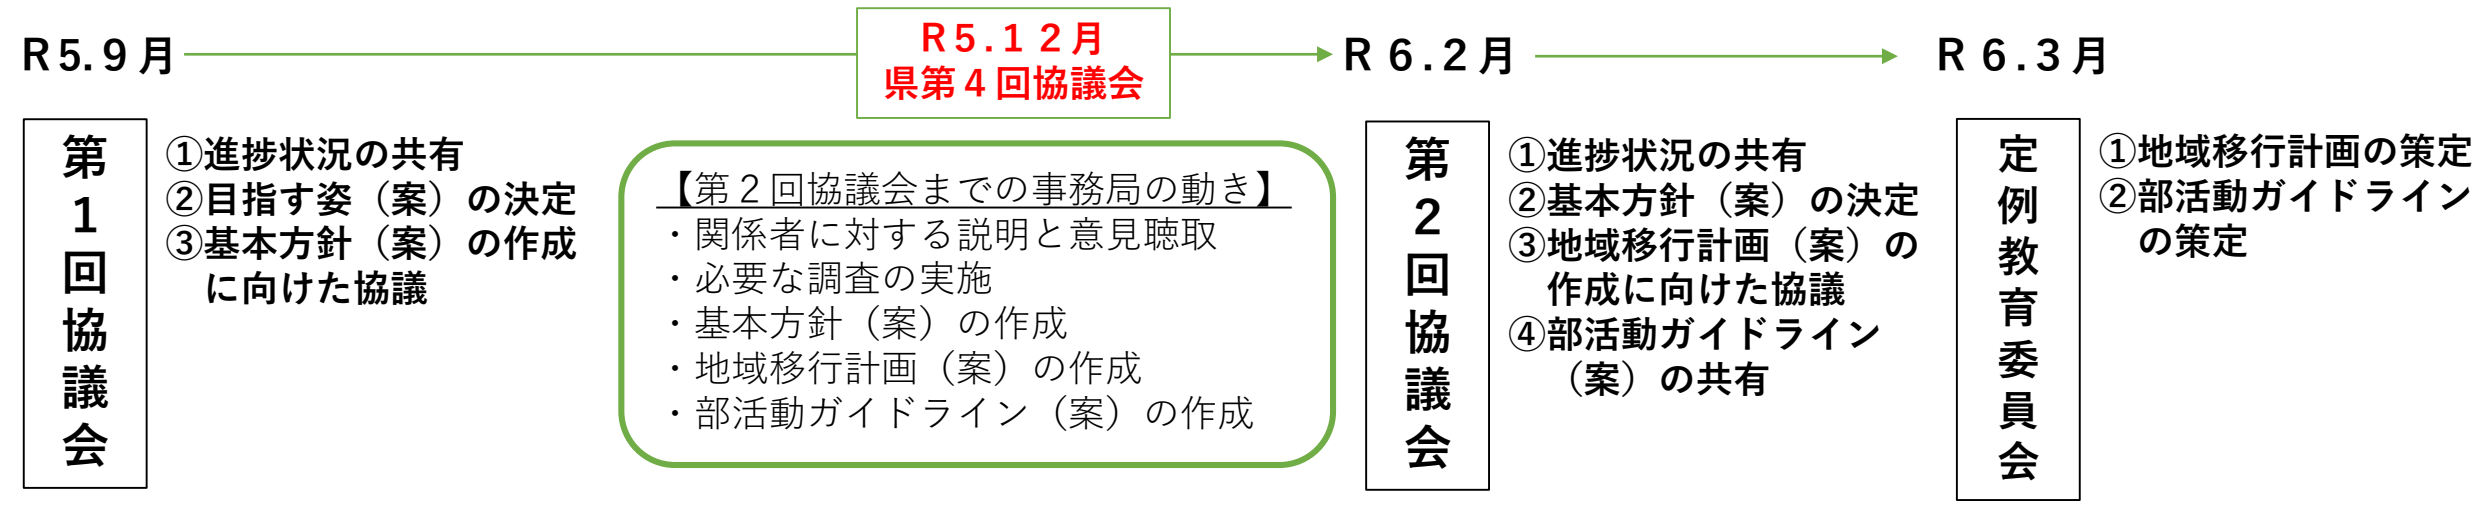 R5.9月
R5.12月
県第4回協議会
R6.2月
R6.3月
第1回協議会
①進捗状況の共有
②目指す姿（案）の決定
③基本方針（案）の作成
に向けた協議
【第2回協議会までの事務局の動き】
・関係者に対する説明と意見聴取
・必要な調査の実施
・基本方針（案）の作成
・地域移行計画（案）の作成
・部活動ガイドライン（案）の作成
第2回協議会
①進捗状況の共有
②基本方針（案）の決定
③地域移行計画（案）の
作成に向けた協議
④部活動ガイドライン
（案）の共有
定例教育委員会
①地域移行計画の策定
②部活動ガイドライン
の策定